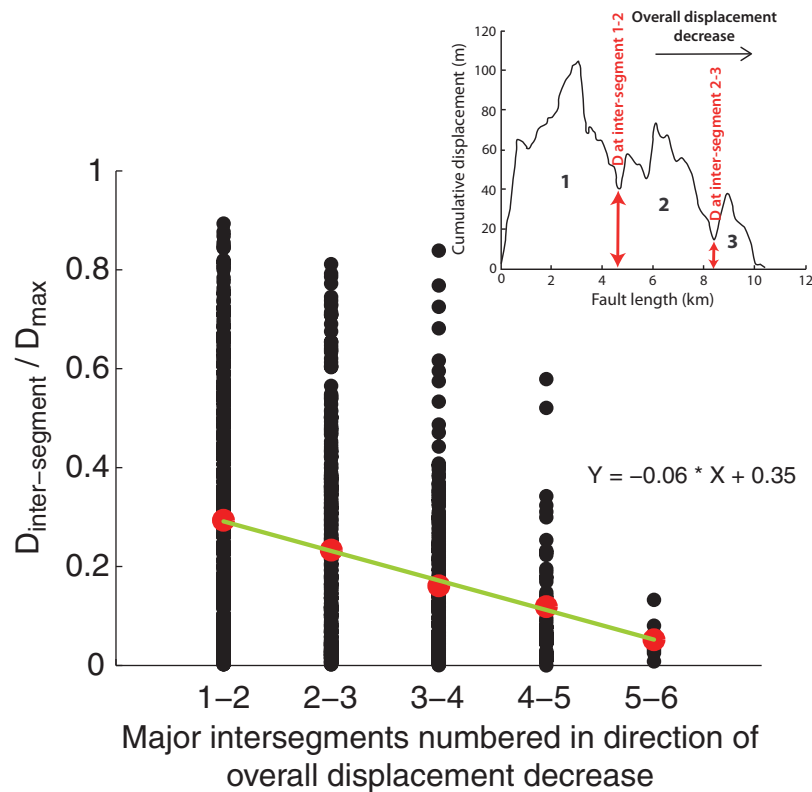 Overall displacement
decrease
Cumulative displacement (m)
120
100
80
60
40
20
0
D at inter-segment 1-2
D at inter-segment 2-3
1
2
3
0 2 4 6 8 10 12
Fault length (km)
D inter-segment / D max
1
0.8
0.6
0.4
0.2
0
Y = −0.06 * X + 0.35
1−2 2−3 3−4 4−5 5−6
Major intersegments numbered in direction of
overall displacement decrease